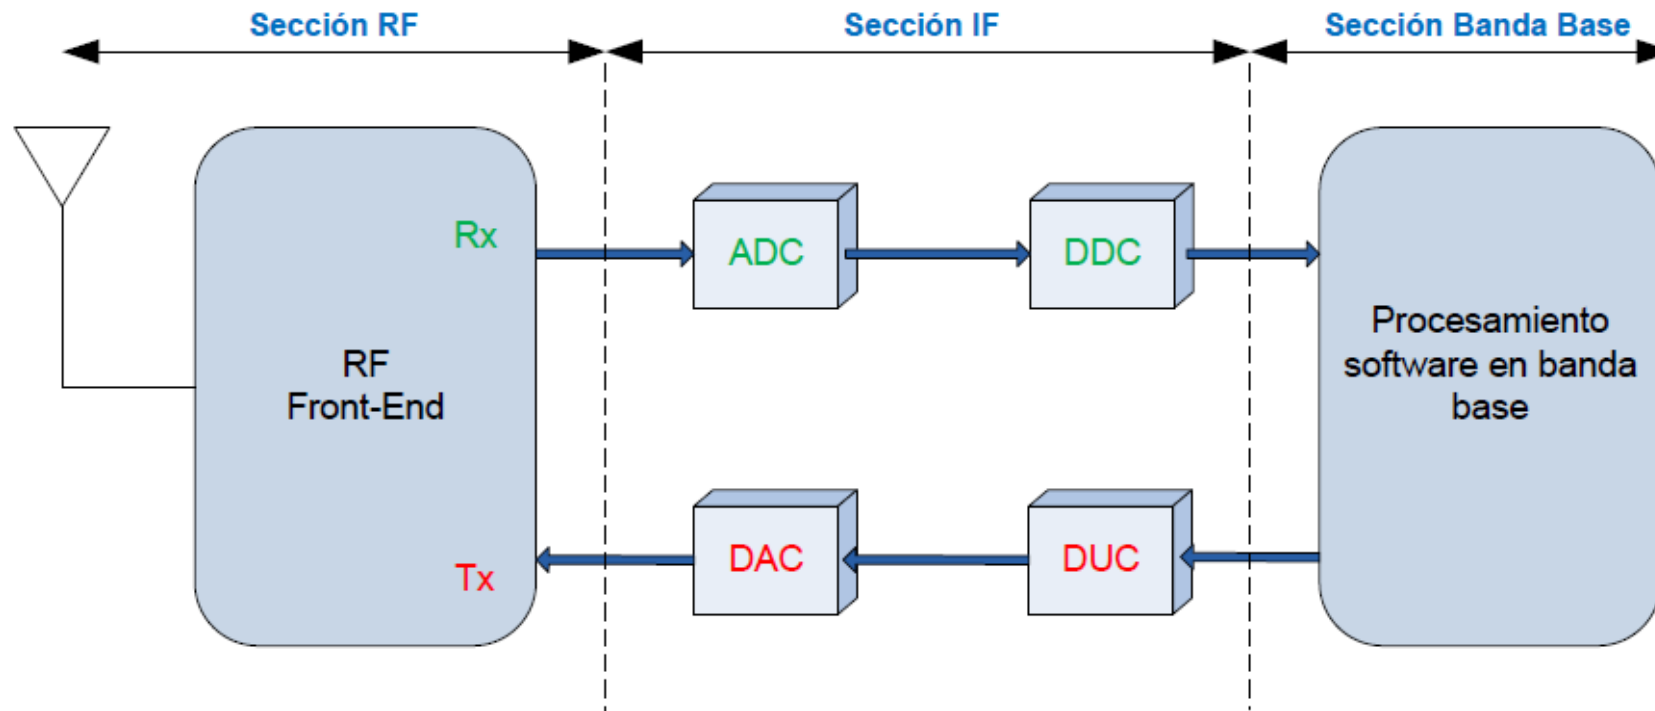 Sección RF
Sección IF
Sección Banda Base
Rx
ADC
DDC
RF
Front-End
Procesamiento
software en banda
base
Tx
DAC
DUC